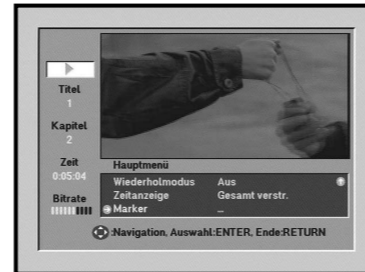 Titel
1
Kapitel
2
Zeit
0:05:04
Bitrate
Hauptmenü
Wiederholmodus Aus
Zeitanzeige Gesamt verstr.
Marker _
:Navigation, Auswahl:ENTER, Ende:RETURN